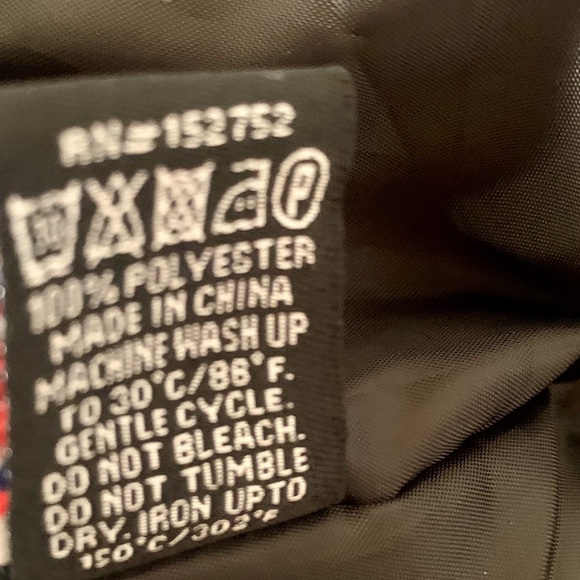 RN#152752
100% POLYESTER
MADE IN CHINA
MACHINE WASH UP
TO 30°C/86°F.
GENTLE CYCLE.
DO NOT BLEACH.
DO NOT TUMBLE
DRY. IRON UPTO
150°C/302°F